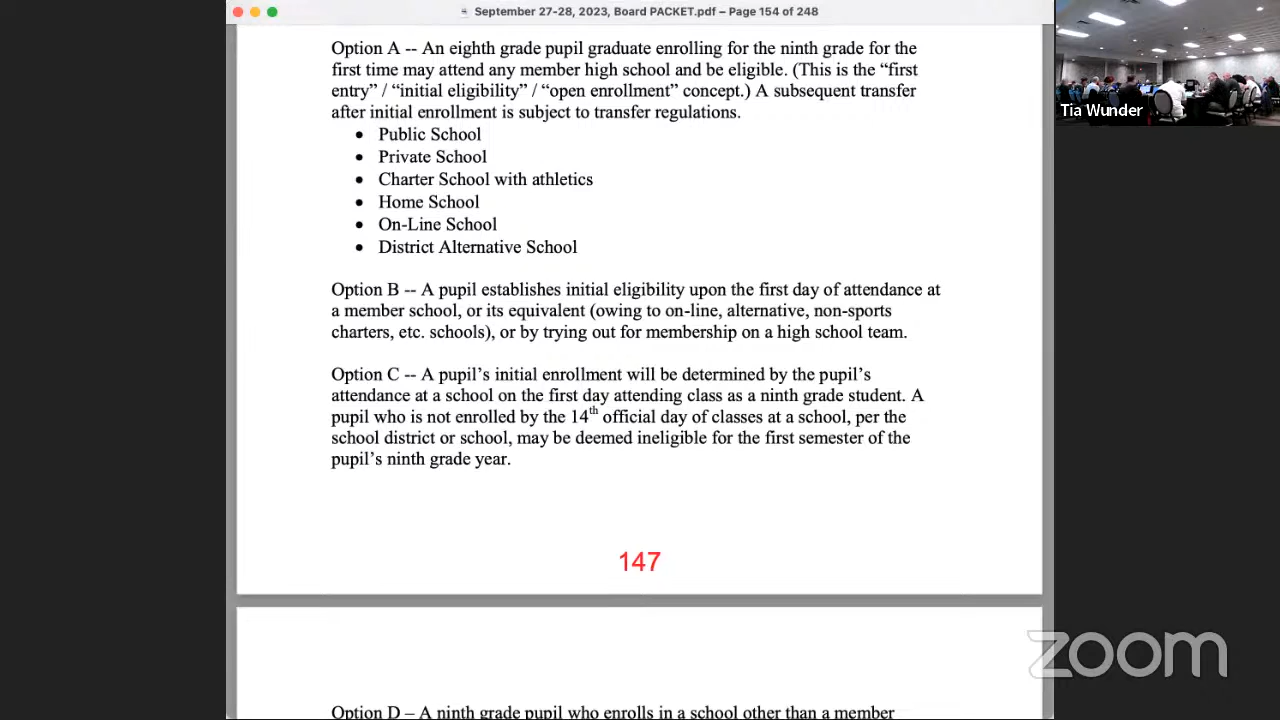 September 27-28, 2023, Board PACKET.pdf – Page 154 of 248
Tia Wunder
Option A -- An eighth grade pupil graduate enrolling for the ninth grade for the
first time may attend any member high school and be eligible. (This is the “first
entry” / “initial eligibility” / “open enrollment” concept.) A subsequent transfer
after initial enrollment is subject to transfer regulations.
• Public School
• Private School
• Charter School with athletics
• Home School
• On-Line School
• District Alternative School
Option B -- A pupil establishes initial eligibility upon the first day of attendance at
a member school, or its equivalent (owing to on-line, alternative, non-sports
charters, etc. schools), or by trying out for membership on a high school team.
Option C -- A pupil’s initial enrollment will be determined by the pupil’s
attendance at a school on the first day attending class as a ninth grade student. A
pupil who is not enrolled by the 14th official day of classes at a school, per the
school district or school, may be deemed ineligible for the first semester of the
pupil’s ninth grade year.
147
zoom
Option D – A ninth grade pupil who enrolls in a school other than a member